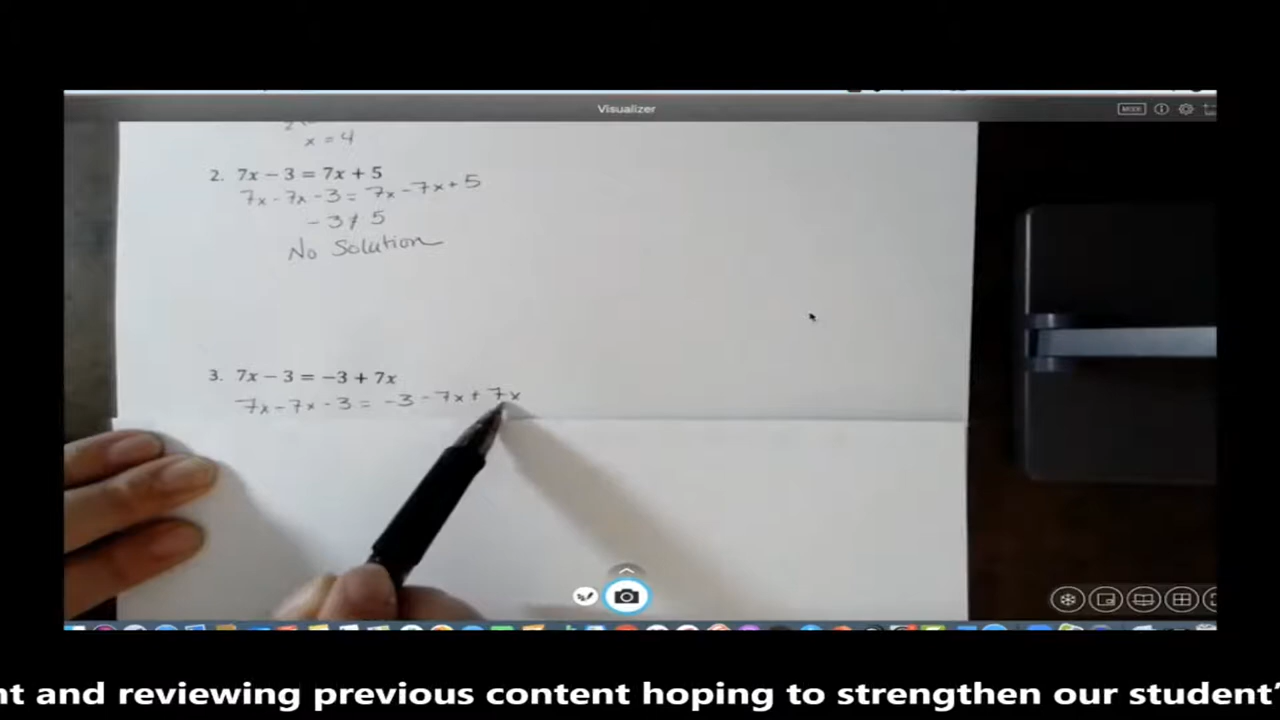 Visualizer
MODE
x = 4
2. 7x − 3 = 7x + 5
7x - 7x - 3 = 7x - 7x + 5
- 3 ≠ 5
No Solution
3. 7x − 3 = −3 + 7x
7x - 7x - 3 = -3 - 7x + 7x
nt and reviewing previous content hoping to strengthen our student'